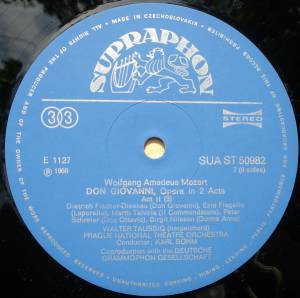 MADE IN CZECHOSLOVAKIA
ALL RIGHTS OF THE PRODUCER AND OF THE OWNER OF THE
SUPRAPHON
33
STEREO
E 1127
℗ 1968
SUA ST 50982
7 (8 sides)
Wolfgang Amadeus Mozart
DON GIOVANNI, Opera in 2 Acts
Act II
Dietrich Fischer-Dieskau (Don Giovanni), Ezio Flagello
(Leporello), Martti Talvela (Il Commendatore), Peter
Schreier (Don Ottavio), Birgit Nilsson (Donna Anna)
WALTER TAUSSIG (harpsichord)
PRAGUE NATIONAL THEATRE ORCHESTRA
Conductor: KARL BÖHM
Coproduction with the DEUTSCHE
GRAMMOPHON GESELLSCHAFT
UNAUTHORISED COPYING